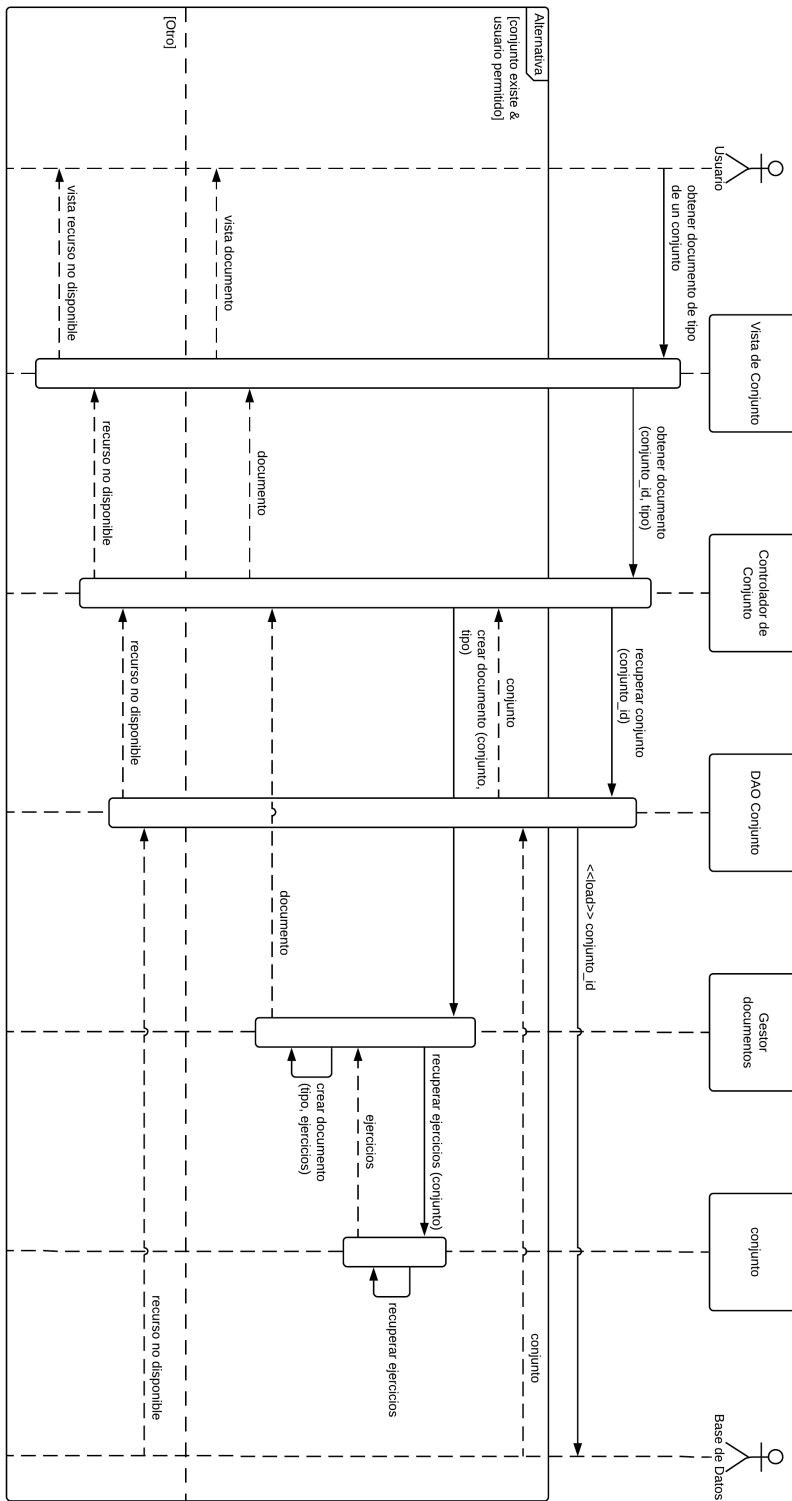 Usuario
Vista de Conjunto
Controlador de
Conjunto
DAO Conjunto
Gestor
documentos
conjunto
Base de Datos
obtener documento de tipo
de un conjunto
obtener documento
(conjunto_id, tipo)
recuperar conjunto
(conjunto_id)
<<load>> conjunto_id
Alternativa
[conjunto existe &
usuario permitido]
conjunto
conjunto
crear documento (conjunto,
tipo)
recuperar ejercicios (conjunto)
recuperar ejercicios
ejercicios
crear documento
(tipo, ejercicios)
documento
documento
vista documento
[Otro]
recurso no disponible
recurso no disponible
recurso no disponible
vista recurso no disponible